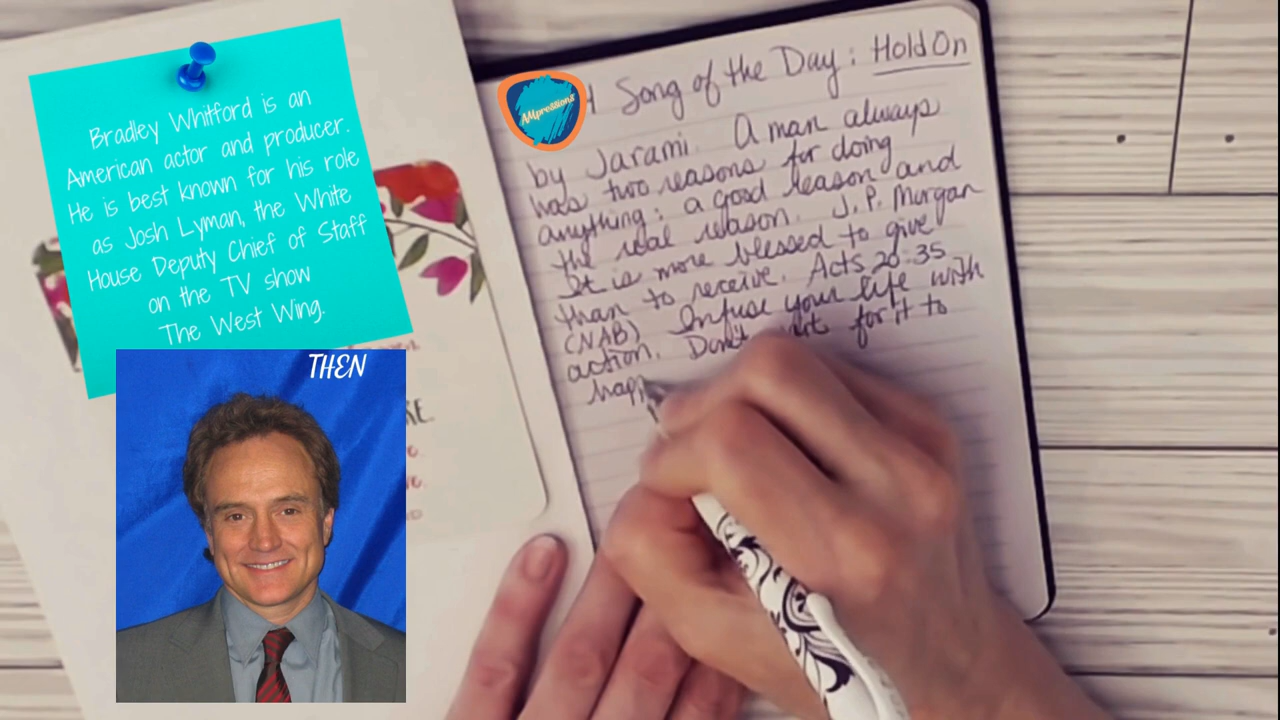 Bradley Whitford is an
American actor and producer.
He is best known for his role
as Josh Lyman, the White
House Deputy Chief of Staff
on the TV show
The West Wing.
THEN
AMpressions
Song of the Day: Hold On
by Jarami. A man always
has two reasons for doing
anything: a good reason and
the real reason. J. P. Morgan
It is more blessed to give
than to receive. Acts 20:35
(NAB) Infuse your life with
action. Don't for it to